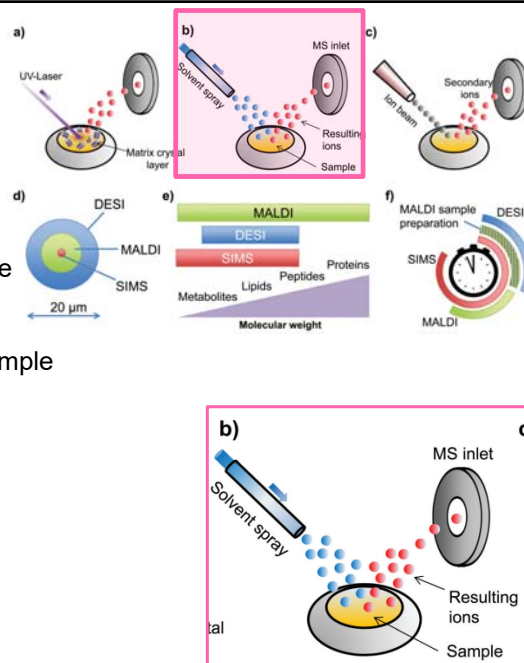 a)
UV-Laser
Matrix crystal
layer
b)
Solvent spray
MS inlet
Resulting
ions
Sample
c)
Ion beam
Secondary
ions
d)
DESI
MALDI
SIMS
20 µm
e)
MALDI
DESI
SIMS
Metabolites
Lipids
Peptides
Proteins
Molecular weight
f)
MALDI sample
preparation
DESI
SIMS
MALDI
e
mple
b)
Solvent spray
MS inlet
Resulting
ions
Sample
tal